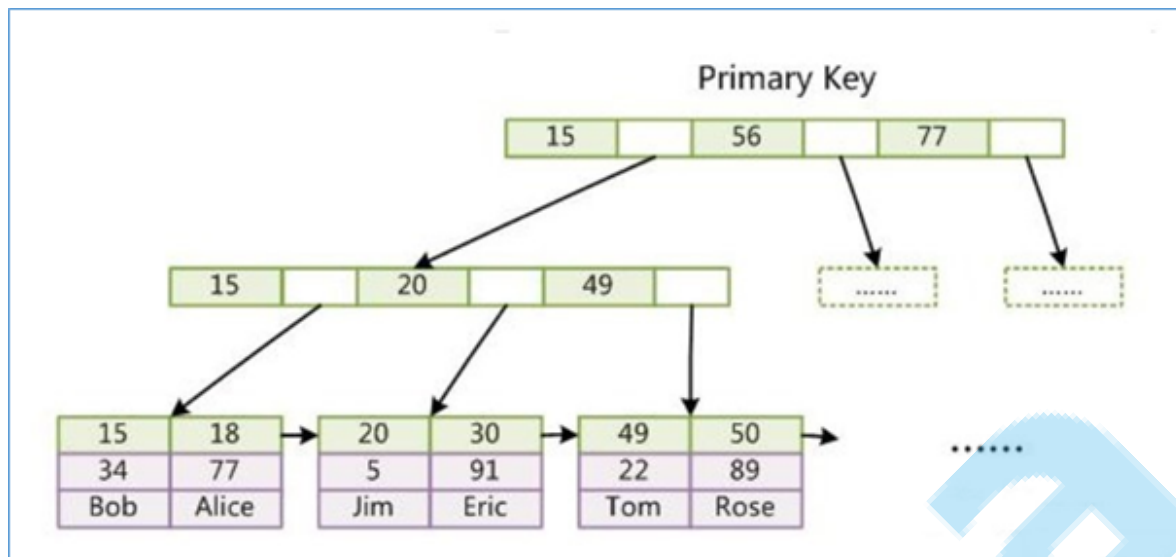 Primary Key
15 56 77
15 20 49
...... ......
15 18 20 30 49 50
......
34 77 5 91 22 89
Bob Alice Jim Eric Tom Rose